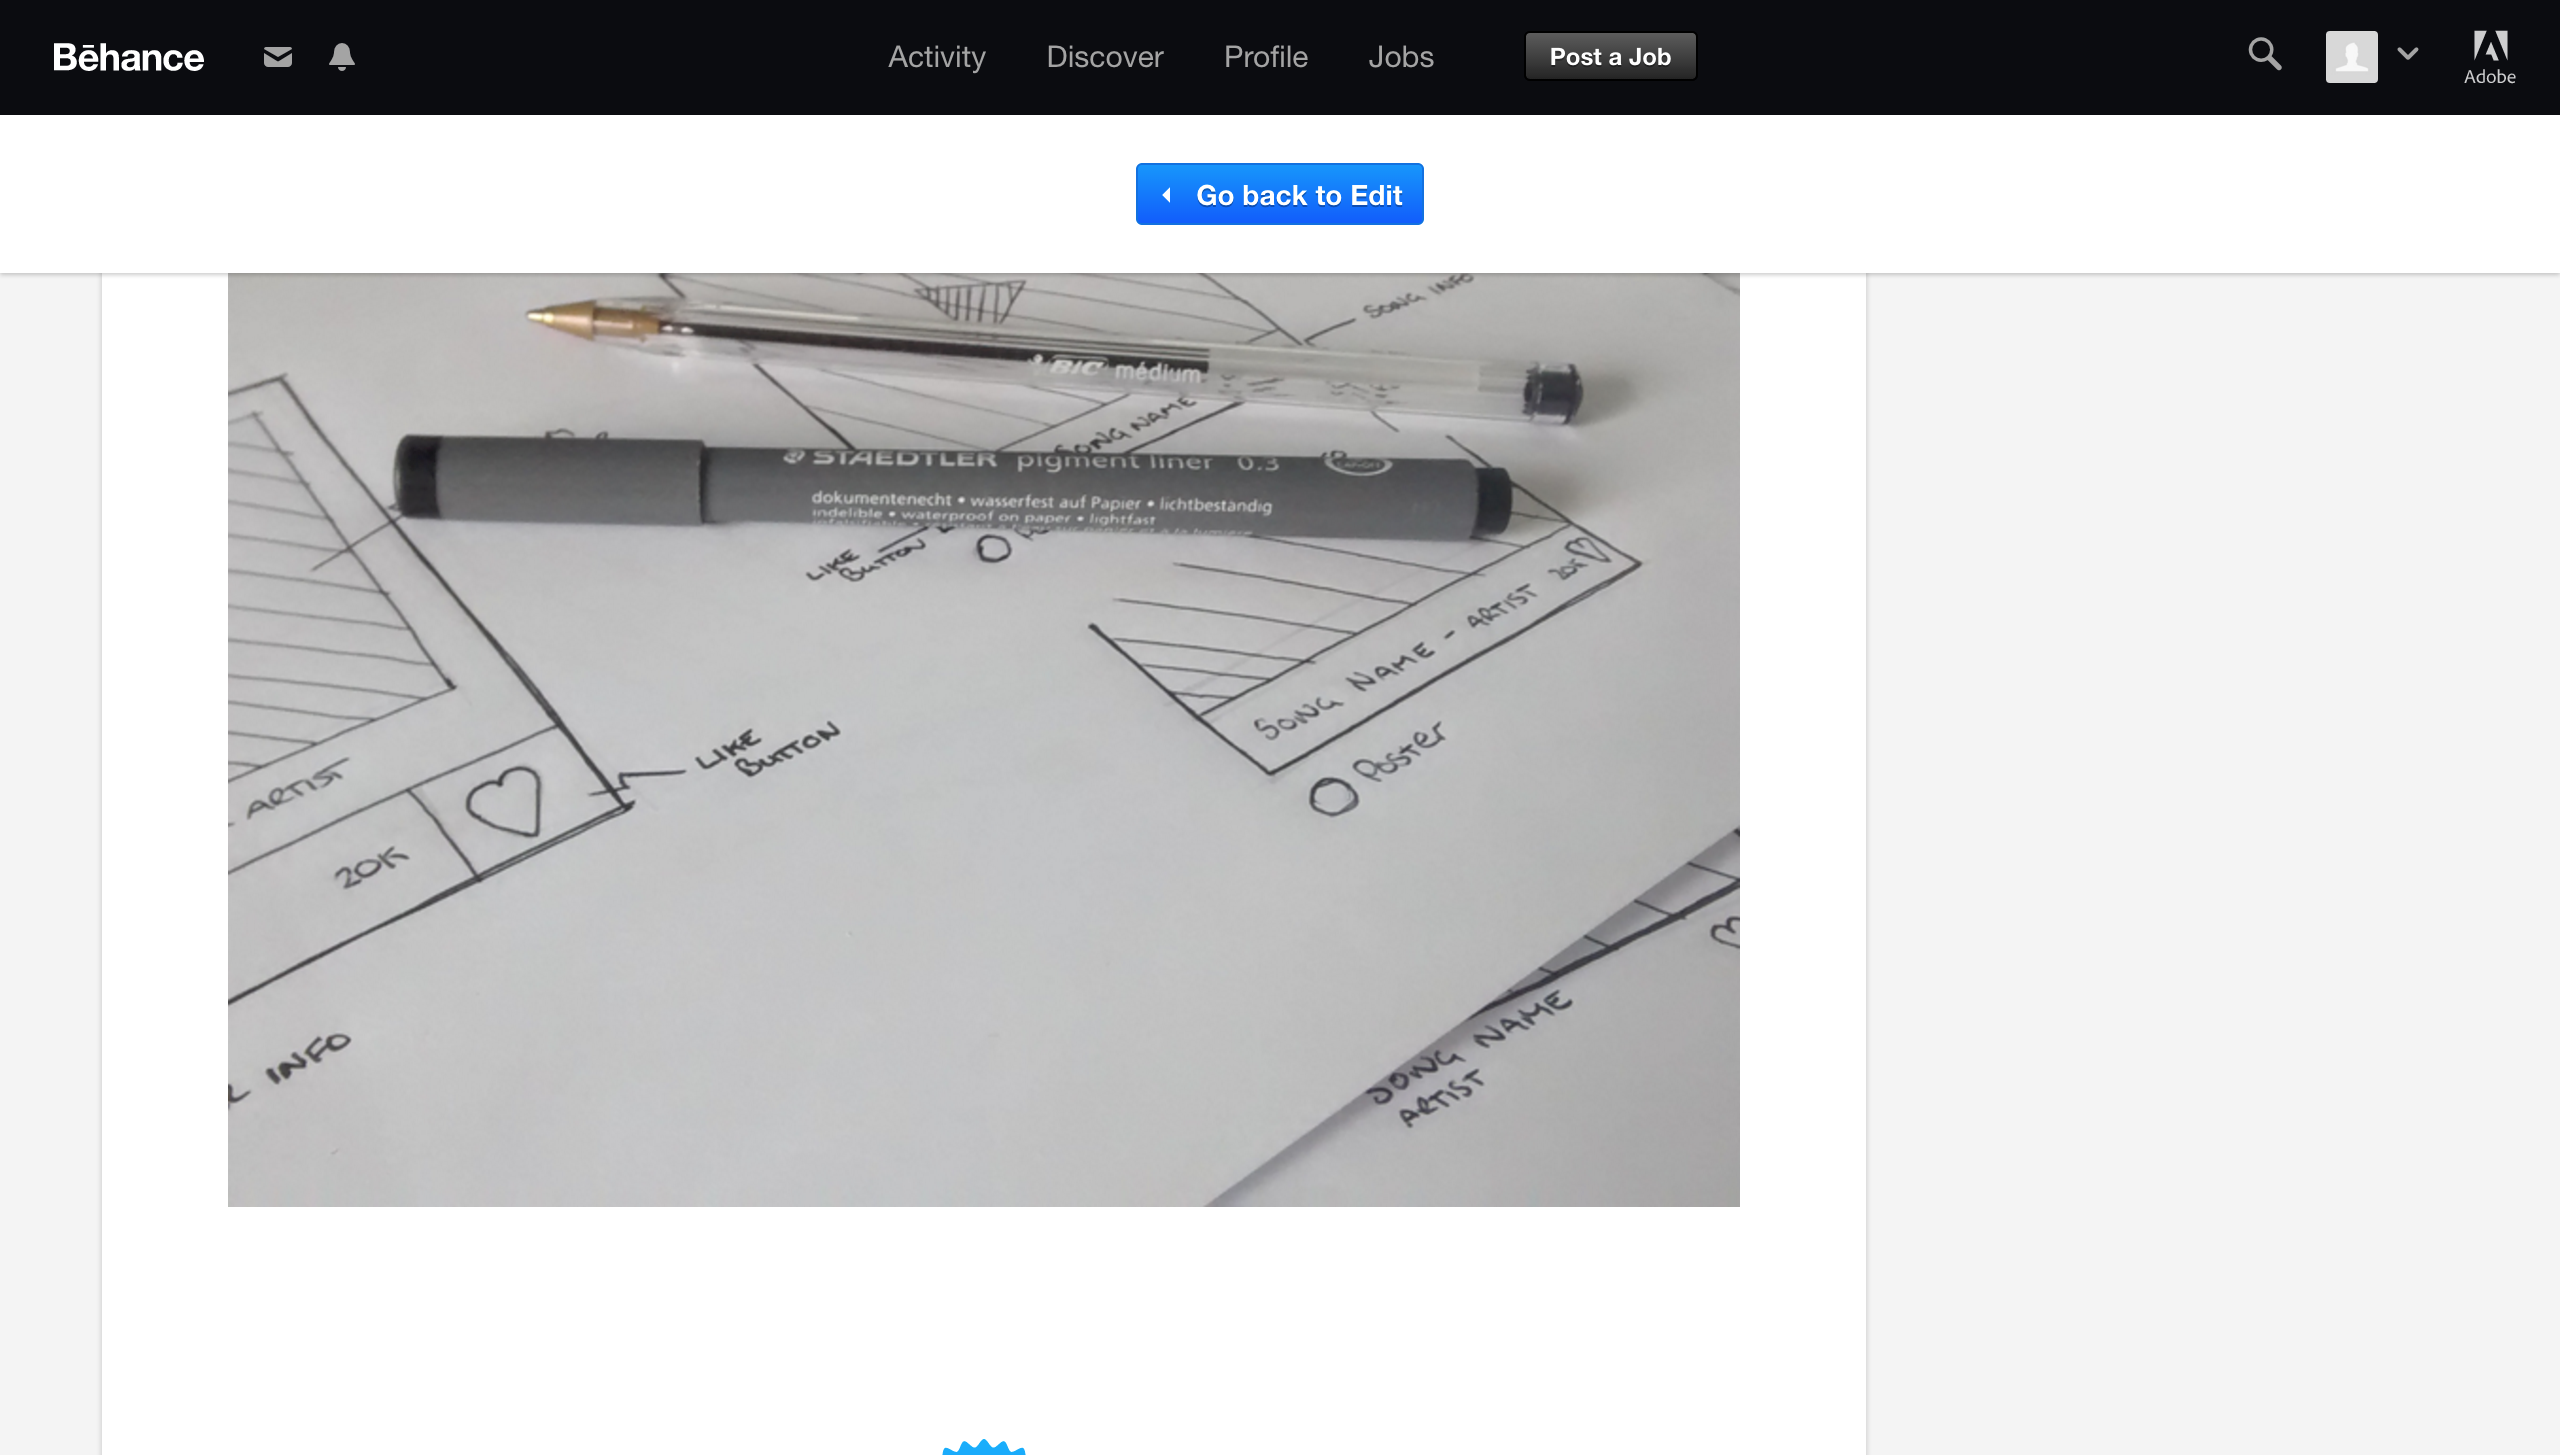 Bēhance
Activity
Discover
Profile
Jobs
Post a Job
Adobe
Go back to Edit
SONG INFO
BIC médium
SONG NAME
STAEDTLER pigment liner 0.3
dokumentenecht • wasserfest auf Papier • lichtbeständig
indelible • waterproof on paper • lightfast
LIKE
BUTTON
SONG NAME - ARTIST 20K
Poster
LIKE
BUTTON
ARTIST
20K
INFO
SONG NAME
ARTIST